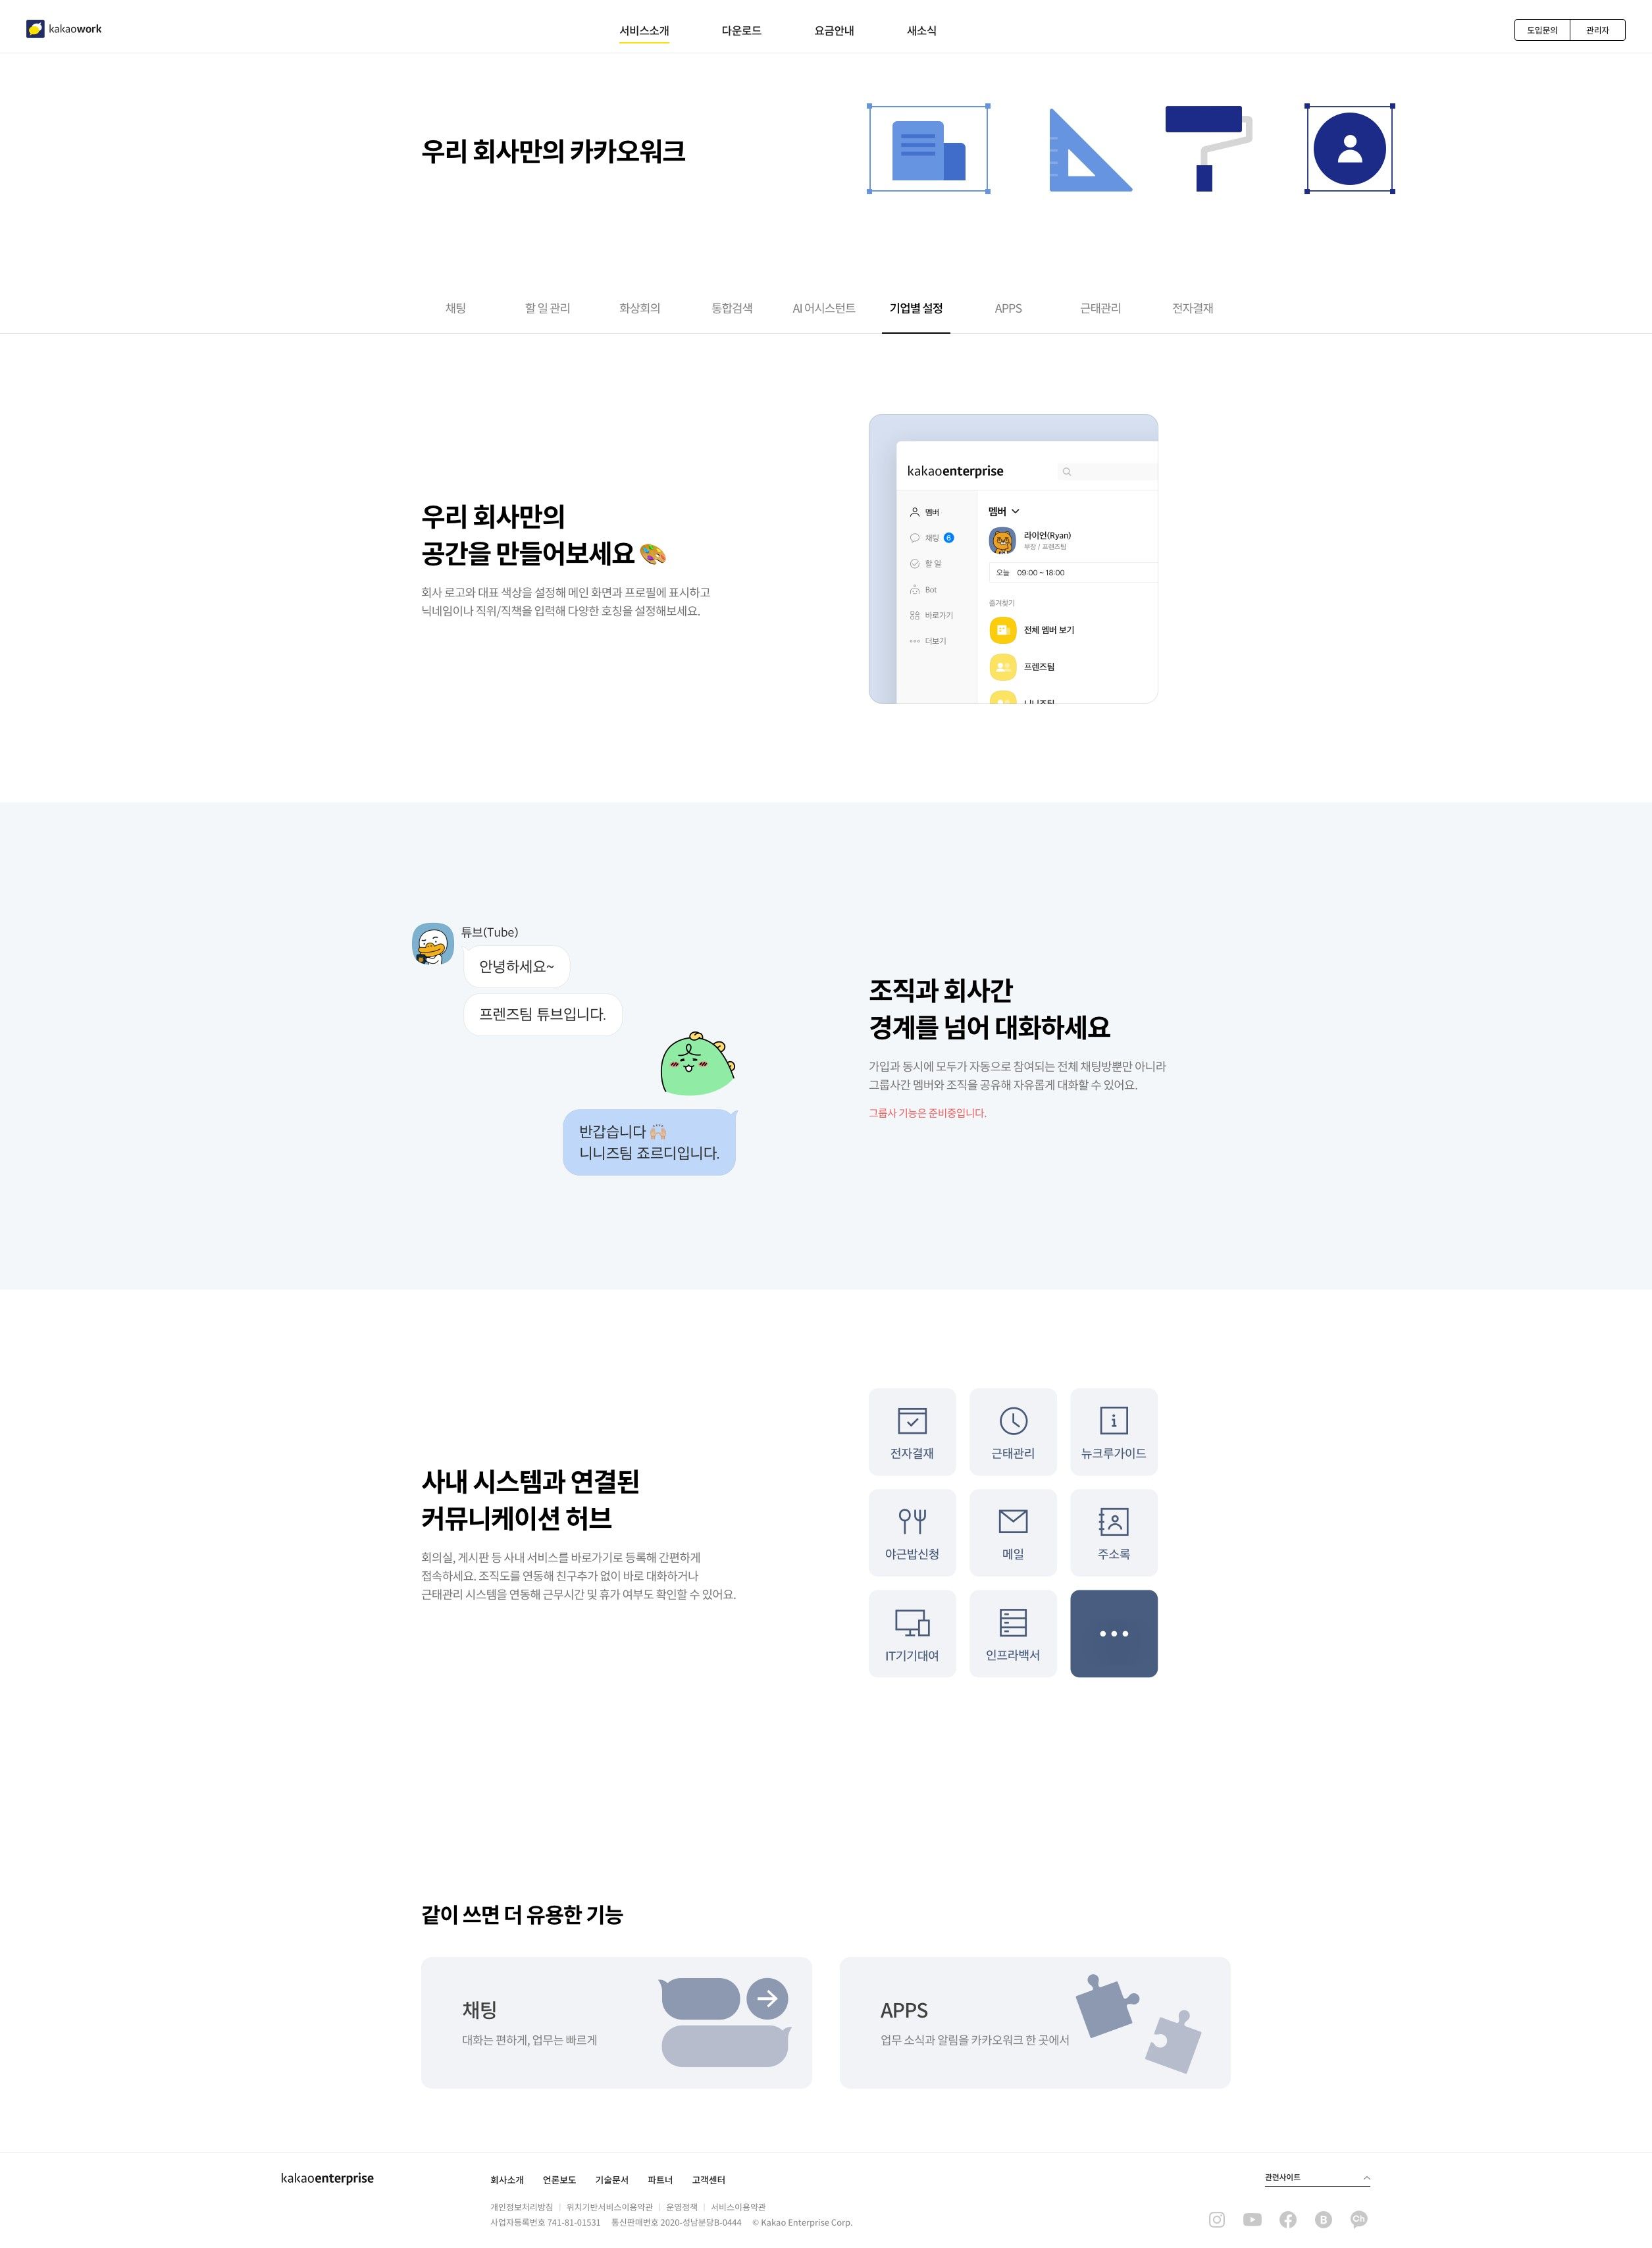 kakaowork
서비스소개
다운로드
요금안내
새소식
도입문의
관리자
우리 회사만의 카카오워크
채팅
할 일 관리
화상회의
통합검색
AI 어시스턴트
기업별 설정
APPS
근태관리
전자결재
우리 회사만의
공간을 만들어보세요 🎨
회사 로고와 대표 색상을 설정해 메인 화면과 프로필에 표시하고
닉네임이나 직위/직책을 입력해 다양한 호칭을 설정해보세요.
kakaoenterprise
멤버
채팅 6
할 일
Bot
바로가기
더보기
멤버
라이언(Ryan)
부장 / 프렌즈팀
오늘 09:00 ~ 18:00
즐겨찾기
전체 멤버 보기
프렌즈팀
니니즈팀
튜브(Tube)
안녕하세요~
프렌즈팀 튜브입니다.
반갑습니다 🙌🏻
니니즈팀 죠르디입니다.
조직과 회사간
경계를 넘어 대화하세요
가입과 동시에 모두가 자동으로 참여되는 전체 채팅방뿐만 아니라
그룹사간 멤버와 조직을 공유해 자유롭게 대화할 수 있어요.
그룹사 기능은 준비중입니다.
사내 시스템과 연결된
커뮤니케이션 허브
회의실, 게시판 등 사내 서비스를 바로가기로 등록해 간편하게
접속하세요. 조직도를 연동해 친구추가 없이 바로 대화하거나
근태관리 시스템을 연동해 근무시간 및 휴가 여부도 확인할 수 있어요.
전자결재
근태관리
뉴크루가이드
야근밥신청
메일
주소록
IT기기대여
인프라백서
같이 쓰면 더 유용한 기능
채팅
대화는 편하게, 업무는 빠르게
APPS
업무 소식과 알림을 카카오워크 한 곳에서
kakaoenterprise
회사소개 언론보도 기술문서 파트너 고객센터
개인정보처리방침 | 위치기반서비스이용약관 | 운영정책 | 서비스이용약관
사업자등록번호 741-81-01531 통신판매번호 2020-성남분당B-0444 © Kakao Enterprise Corp.
관련사이트
B
Ch